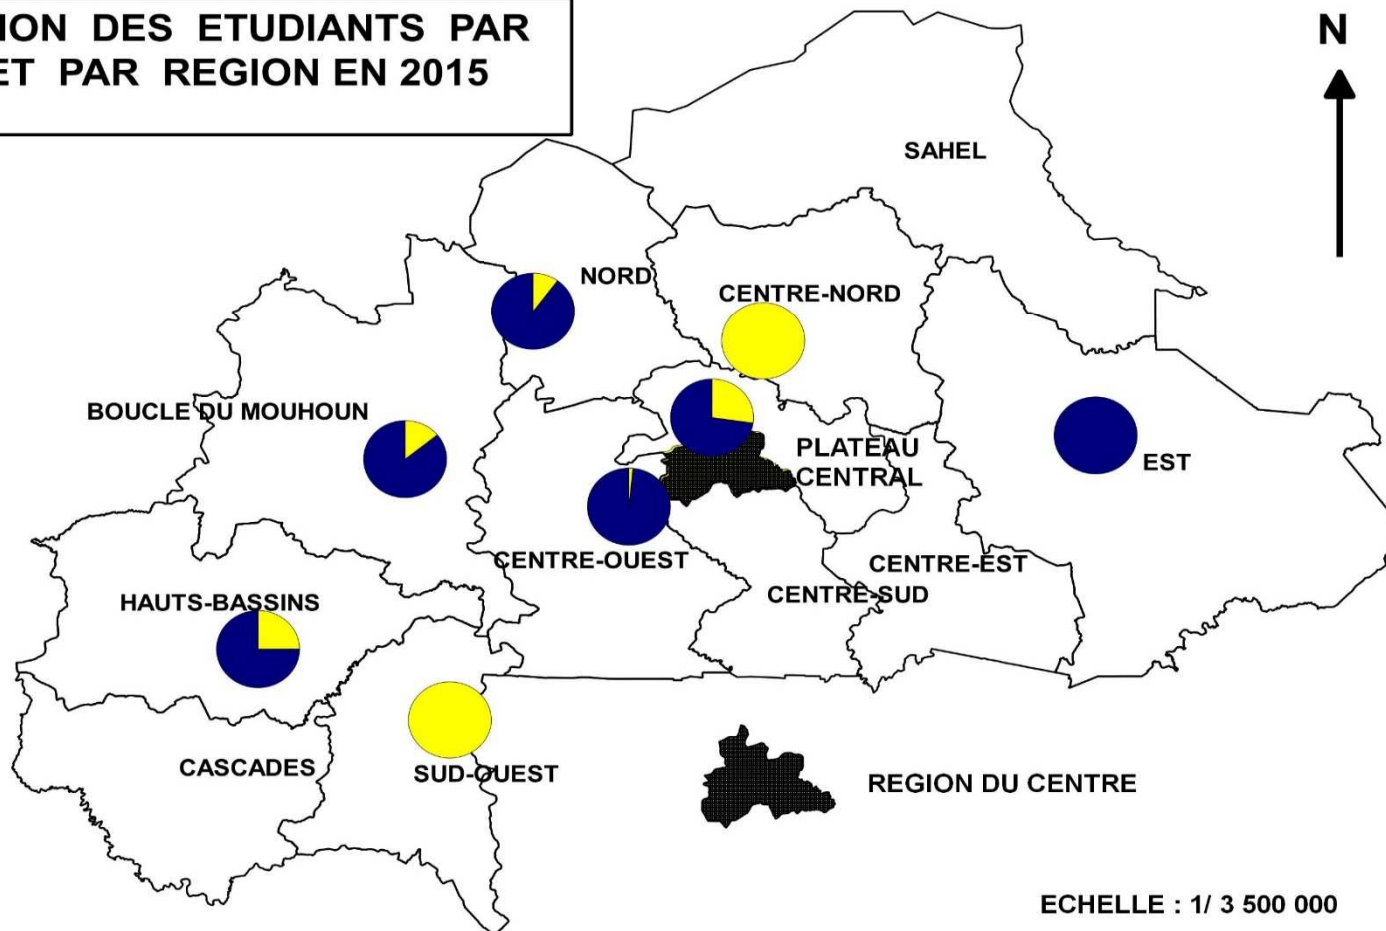 ION DES ETUDIANTS PAR
ET PAR REGION EN 2015
N
SAHEL
NORD
CENTRE-NORD
BOUCLE DU MOUHOUN
PLATEAU
CENTRAL
EST
CENTRE-OUEST
CENTRE-EST
CENTRE-SUD
HAUTS-BASSINS
CASCADES
SUD-OUEST
REGION DU CENTRE
ECHELLE : 1/ 3 500 000